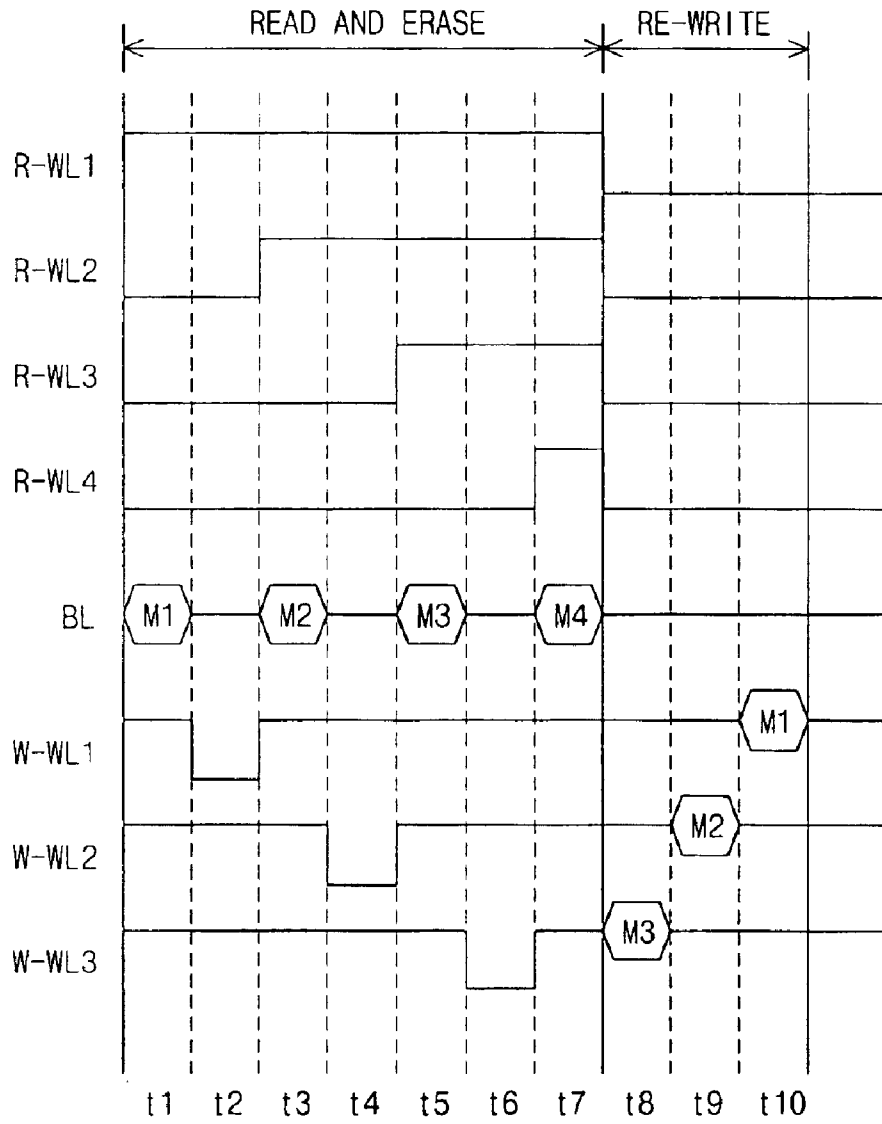 READ AND ERASE RE-WRITE
R-WL1
R-WL2
R-WL3
R-WL4
BL M1 M2 M3 M4
W-WL1 M1
W-WL2 M2
W-WL3 M3
t1 t2 t3 t4 t5 t6 t7 t8 t9 t10